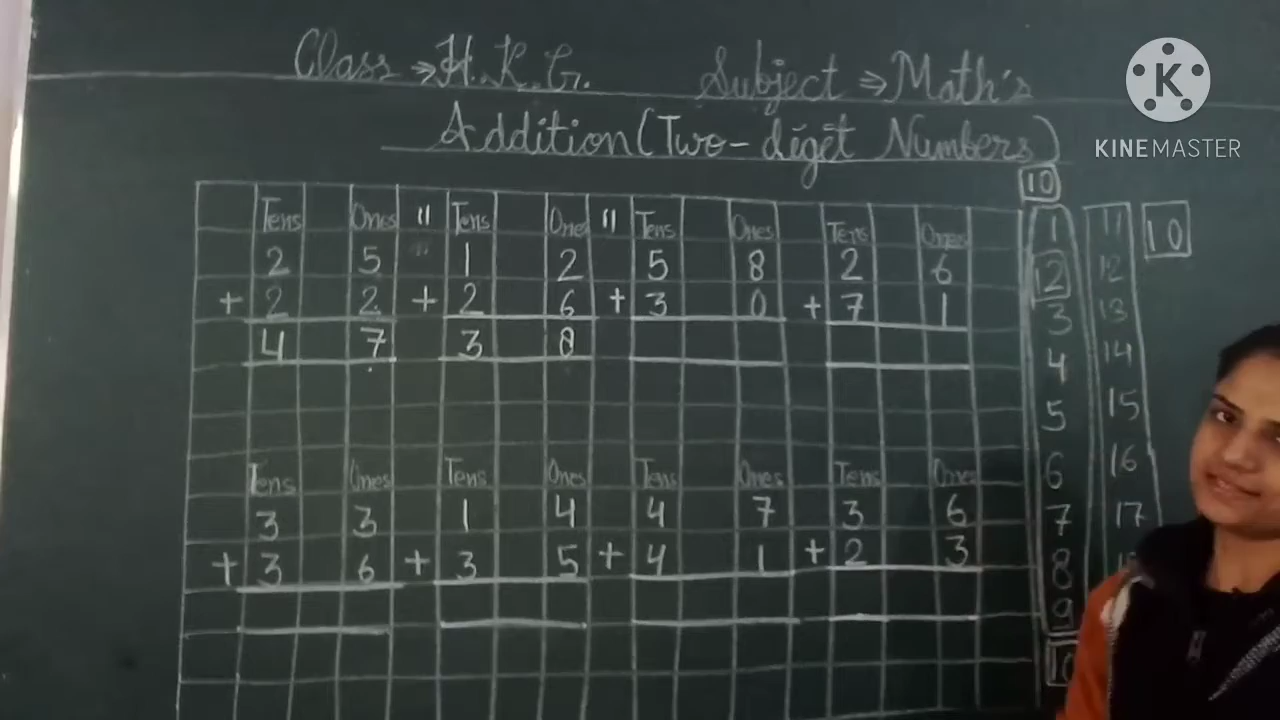 Class → H.K.G. Subject ⇒ Math's
Addition (Two-digit Numbers)
K
KINEMASTER
Tens Ones " Tens Ones " Tens Ones Tens Ones
2 5 1 2 5 8 2 6
+ 2 2 + 2 6 + 3 0 + 7 1
4 7 3 8
Tens Ones Tens Ones Tens Ones Tens Ones
3 3 1 4 4 7 3 6
+ 3 6 + 3 5 + 4 1 + 2 3
10
1
2
3
4
5
6
7
8
9
10
11
12
13
14
15
16
17
10